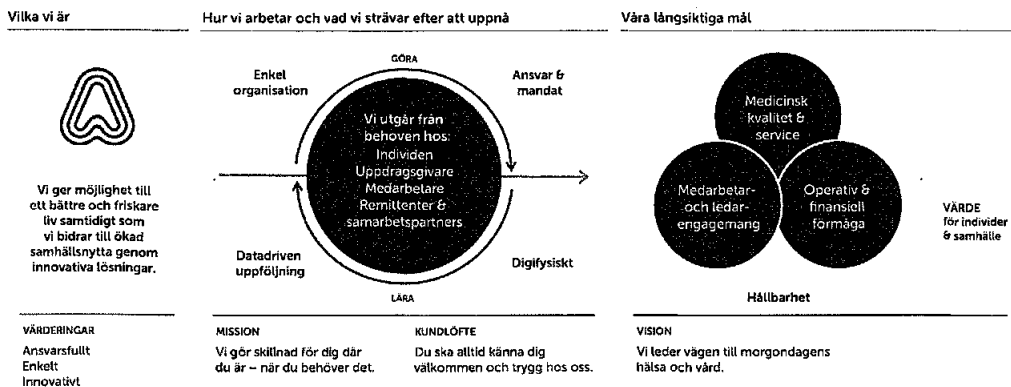 Vilka vi är
Vi ger möjlighet till
ett bättre och friskare
liv samtidigt som
vi bidrar till ökad
samhällsnytta genom
innovativa lösningar.
VÄRDERINGAR
Ansvarsfullt
Enkelt
Innovativt
Hur vi arbetar och vad vi strävar efter att uppnå
GÖRA
Enkel
organisation
Ansvar &
mandat
Vi utgår från
behoven hos:
Individen
Uppdragsgivare
Medarbetare
Remittenter &
samarbetspartners
Datadriven
uppföljning
Digifysiskt
LÄRA
MISSION
Vi gör skillnad för dig där
du är – när du behöver det.
KUNDLÖFTE
Du ska alltid känna dig
välkommen och trygg hos oss.
Våra långsiktiga mål
Medicinsk
kvalitet &
service
Medarbetar-
och ledar-
engagemang
Operativ &
finansiell
förmåga
VÄRDE
för individer
& samhälle
Hållbarhet
VISION
Vi leder vägen till morgondagens
hälsa och vård.